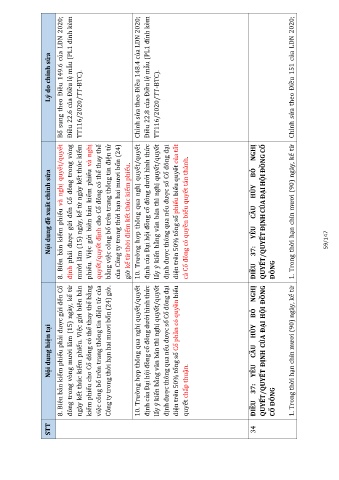 STT
Nội dung hiện tại
Nội dung đề xuất chỉnh sửa
Lý do chỉnh sửa
8. Biên bản kiểm phiếu phải được gửi đến Cổ
đông trong vòng mười lăm (15) ngày, kể từ
ngày kết thúc kiểm phiếu. Việc gửi biên bản
kiểm phiếu cho Cổ đông có thể thay thế bằng
việc công bố trên trang thông tin điện tử của
Công ty trong thời hạn hai mươi bốn (24) giờ.
8. Biên bản kiểm phiếu và nghị quyết/quyết
định phải được gửi đến Cổ đông trong vòng
mười lăm (15) ngày, kể từ ngày kết thúc kiểm
phiếu. Việc gửi biên bản kiểm phiếu và nghị
quyết/quyết định cho Cổ đông có thể thay thế
bằng việc công bố trên trang thông tin điện tử
của Công ty trong thời hạn hai mươi bốn (24)
giờ kể từ thời điểm kết thúc kiểm phiếu.
Bổ sung theo Điều 149.6 của LDN 2020;
Điều 22.6 của Điều lệ mẫu (PL1 đính kèm
TT116/2020/TT-BTC).
10. Trường hợp thông qua nghị quyết/quyết
định của Đại hội đồng cổ đông dưới hình thức
lấy ý kiến bằng văn bản thì nghị quyết/quyết
định được thông qua nếu được số Cổ đông đại
diện trên 50% tổng số Cổ phần có quyền biểu
quyết chấp thuận.
10. Trường hợp thông qua nghị quyết/quyết
định của Đại hội đồng cổ đông dưới hình thức
lấy ý kiến bằng văn bản thì nghị quyết/quyết
định được thông qua nếu được số Cổ đông đại
diện trên 50% tổng số phiếu biểu quyết của tất
cả Cổ đông có quyền biểu quyết tán thành.
Chỉnh sửa theo Điều 148.4 của LDN 2020;
Điều 22.8 của Điều lệ mẫu (PL1 đính kèm
TT116/2020/TT-BTC).
34
ĐIỀU 37: YÊU CẦU HỦY BỎ NGHỊ
QUYẾT/QUYẾT ĐỊNH CỦA ĐẠI HỘI ĐỒNG
CỔ ĐÔNG
ĐIỀU 37: YÊU CẦU HỦY BỎ NGHỊ
QUYẾT/QUYẾT ĐỊNH CỦA ĐẠI HỘI ĐỒNG CỔ
ĐÔNG
1. Trong thời hạn chín mươi (90) ngày, kể từ
1. Trong thời hạn chín mươi (90) ngày, kể từ
Chỉnh sửa theo Điều 151 của LDN 2020;